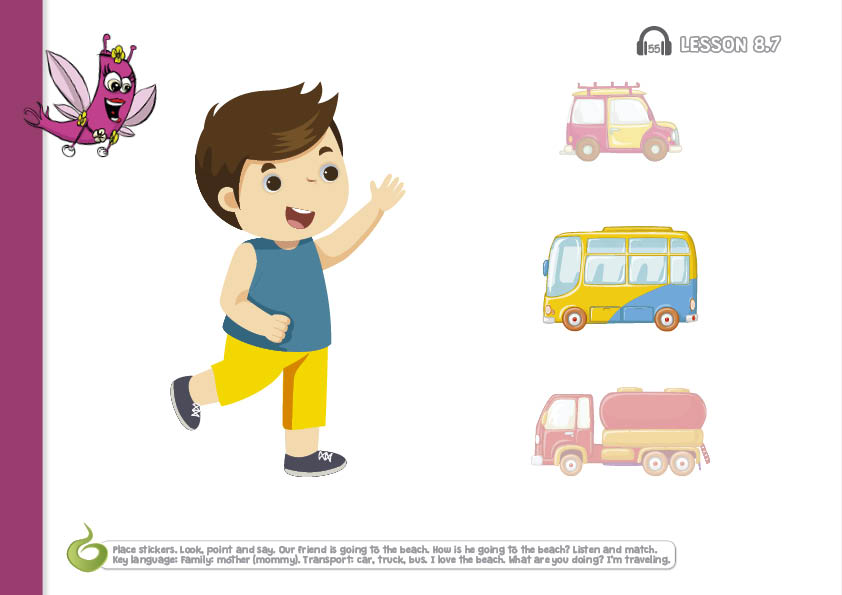 55 LESSON 8.7
Place stickers. Look, point and say. Our friend is going to the beach. How is he going to the beach? Listen and match.
Key language: Family: mother (mommy). Transport: car, truck, bus. I love the beach. What are you doing? I'm traveling.